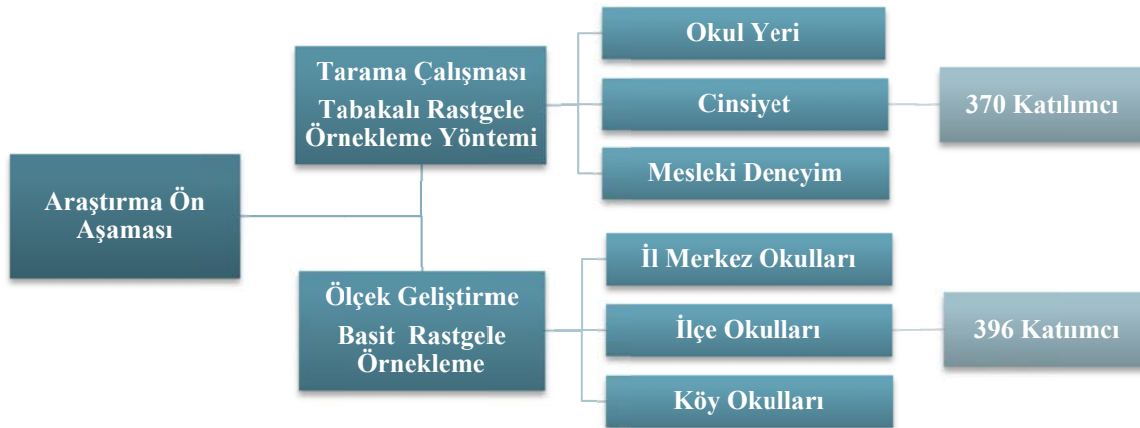 Araştırma Ön
Aşaması
Tarama Çalışması
Tabakalı Rastgele
Örnekleme Yöntemi
Okul Yeri
Cinsiyet
Mesleki Deneyim
370 Katılımcı
Ölçek Geliştirme
Basit Rastgele
Örnekleme
İl Merkez Okulları
İlçe Okulları
Köy Okulları
396 Katıımcı